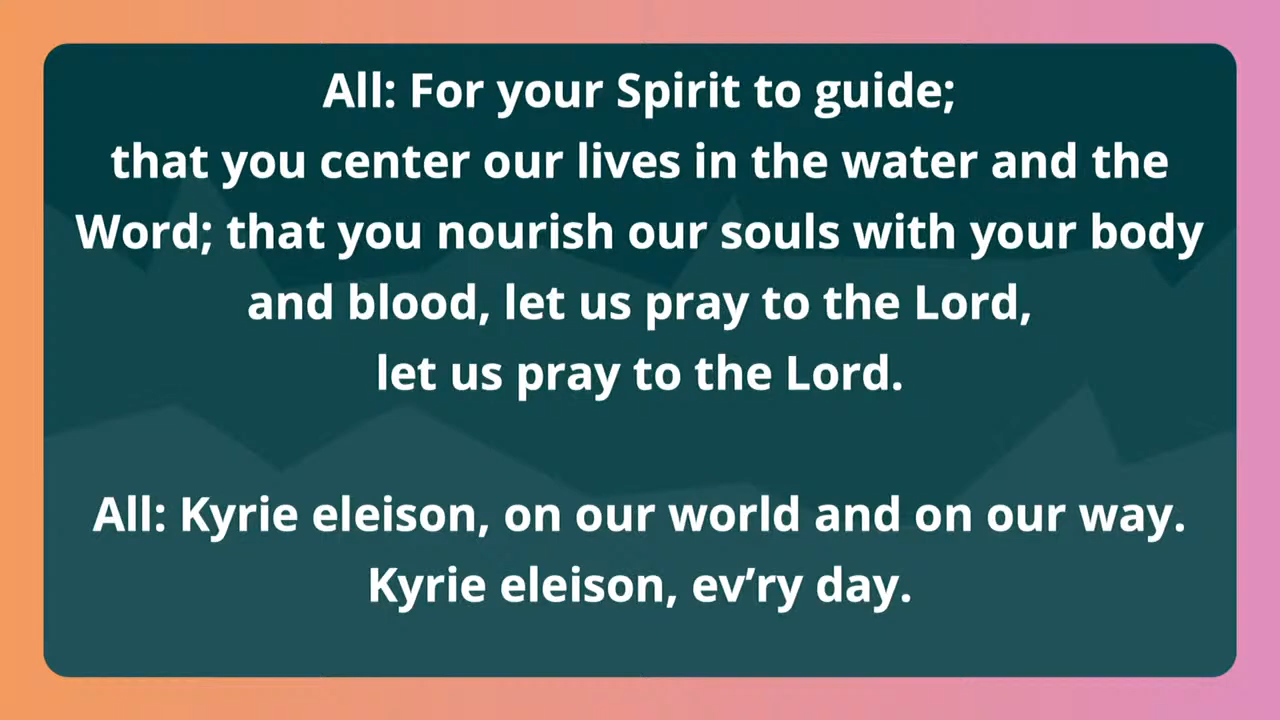 All: For your Spirit to guide;
that you center our lives in the water and the
Word; that you nourish our souls with your body
and blood, let us pray to the Lord,
let us pray to the Lord.
All: Kyrie eleison, on our world and on our way.
Kyrie eleison, ev’ry day.